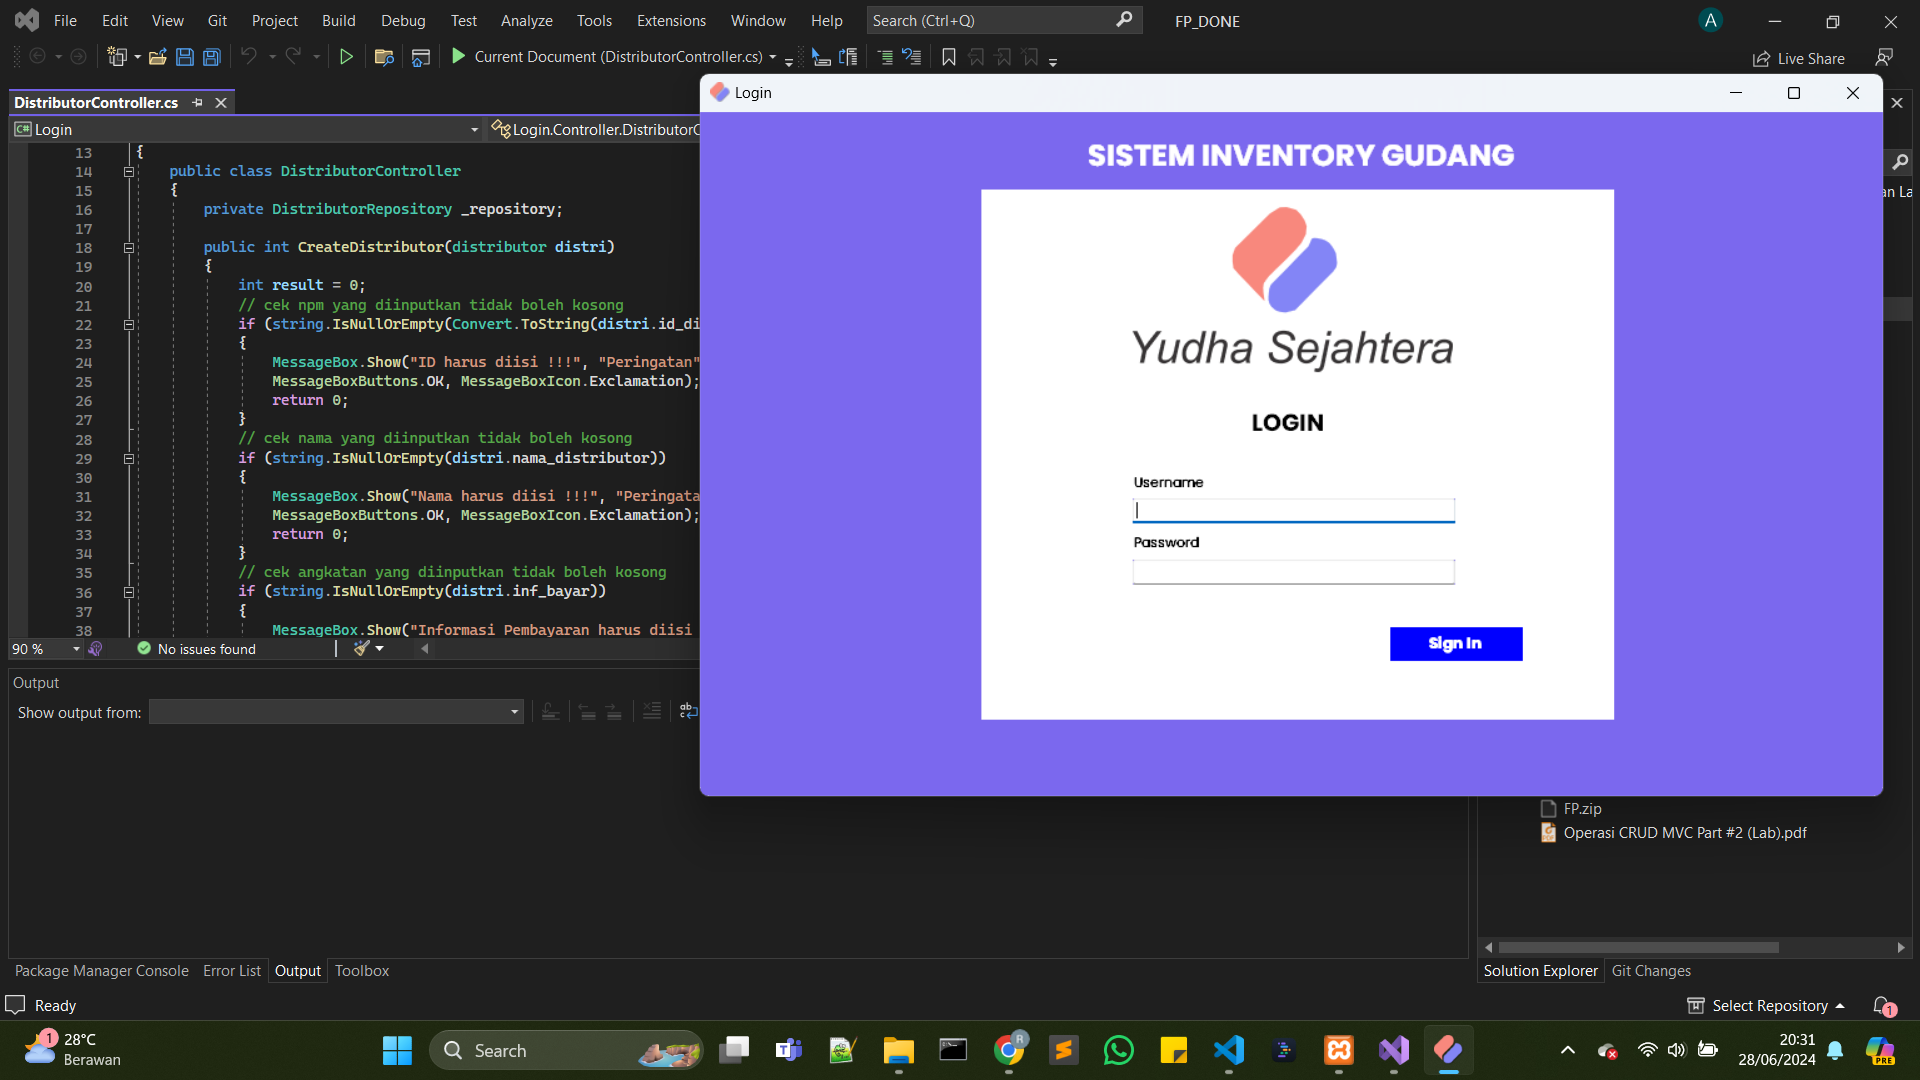 File Edit View Git Project Build Debug Test Analyze Tools Extensions Window Help Search (Ctrl+Q) FP_DONE A
Current Document (DistributorController.cs) Live Share
DistributorController.cs
C# Login Login.Controller.DistributorC
13 {
14 public class DistributorController
15 {
16 private DistributorRepository _repository;
17
18 public int CreateDistributor(distributor distri)
19 {
20 int result = 0;
21 // cek npm yang diinputkan tidak boleh kosong
22 if (string.IsNullOrEmpty(Convert.ToString(distri.id_di
23 {
24 MessageBox.Show("ID harus diisi !!!", "Peringatan"
25 MessageBoxButtons.OK, MessageBoxIcon.Exclamation);
26 return 0;
27 }
28 // cek nama yang diinputkan tidak boleh kosong
29 if (string.IsNullOrEmpty(distri.nama_distributor))
30 {
31 MessageBox.Show("Nama harus diisi !!!", "Peringata
32 MessageBoxButtons.OK, MessageBoxIcon.Exclamation);
33 return 0;
34 }
35 // cek angkatan yang diinputkan tidak boleh kosong
36 if (string.IsNullOrEmpty(distri.inf_bayar))
37 {
38 MessageBox.Show("Informasi Pembayaran harus diisi
90 % No issues found
Output
Show output from:
Package Manager Console Error List Output Toolbox
Login
SISTEM INVENTORY GUDANG
Yudha Sejahtera
LOGIN
Username
Password
Sign In
an La
FP.zip
Operasi CRUD MVC Part #2 (Lab).pdf
Solution Explorer Git Changes
Ready Select Repository 1
1 28°C
Berawan
Search
R
20:31
28/06/2024
PRE